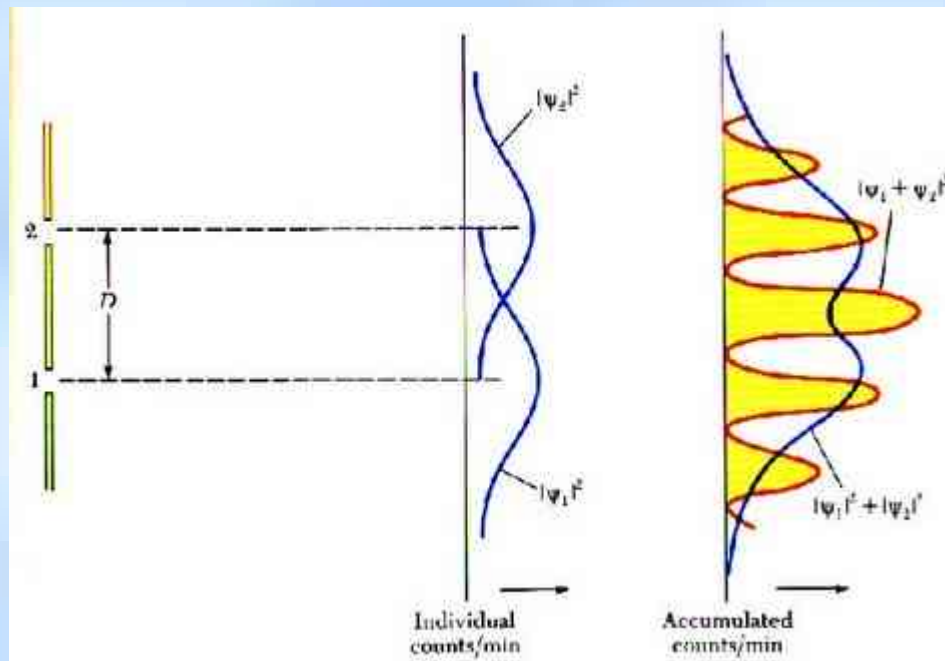 |ψ₂|²
2
D
1
|ψ₁|²
Individual
counts/min
|ψ₁ + ψ₂|²
|ψ₁|² + |ψ₂|²
Accumulated
counts/min